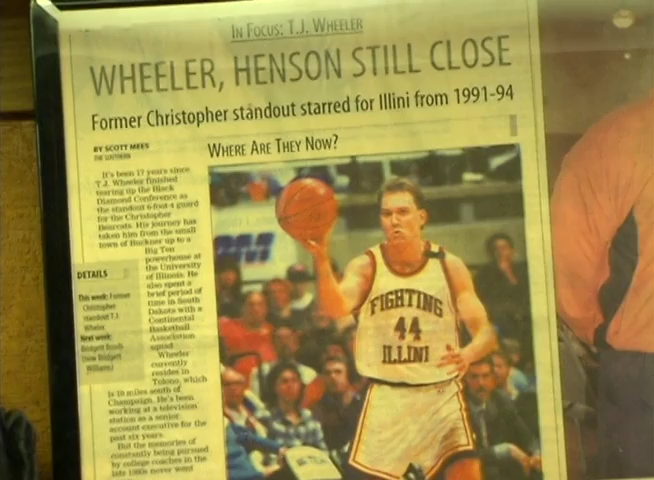 IN FOCUS: T.J. WHEELER
WHEELER, HENSON STILL CLOSE
Former Christopher standout starred for Illini from 1991-94
BY SCOTT MEES
THE SOUTHERN
WHERE ARE THEY NOW?
It's been 17 years since
T.J. Wheeler finished
tearing up the Black
Diamond Conference as
the standout 6-foot-4 guard
for the Christopher
Bearcats. His journey has
taken him from the small
town of Buckner up to a
Big Ten
powerhouse at
the University
of Illinois. He
also spent a
brief period of
time in South
Dakota with a
Continental
Basketball
Association
squad.
Wheeler
currently
resides in
Tolono, which
is 10 miles south of
Champaign. He's been
working at a television
station as a senior
account executive for the
past six years.
But the memories of
constantly being pursued
by college coaches in the
late 1980s never went
DETAILS
This week: Former
Christopher
standout T.J.
Wheeler
Next week:
Bridgett
(now Bridgett
Williams)
FIGHTING
44
ILLINI